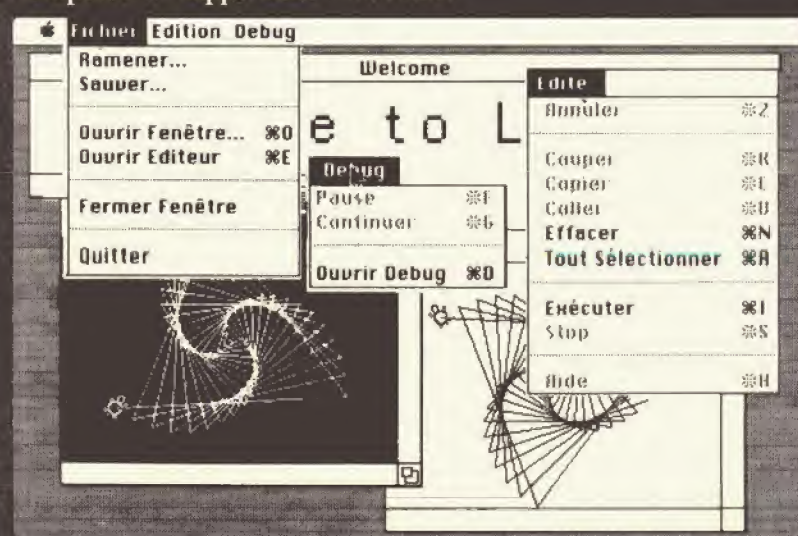 Fichier Edition Debug
Ramener...
Sauver...
Ouvrir Fenêtre... ⌘O
Ouvrir Editeur ⌘E
Fermer Fenêtre
Quitter
Welcome
e to L
Debug
Pause ⌘F
Continuer ⌘G
Ouvrir Debug ⌘D
Edite
Annuler ⌘Z
Couper
Copier
Coller
Effacer ⌘N
Tout Sélectionner ⌘A
Exécuter ⌘I
Stop ⌘S
Aide ⌘H